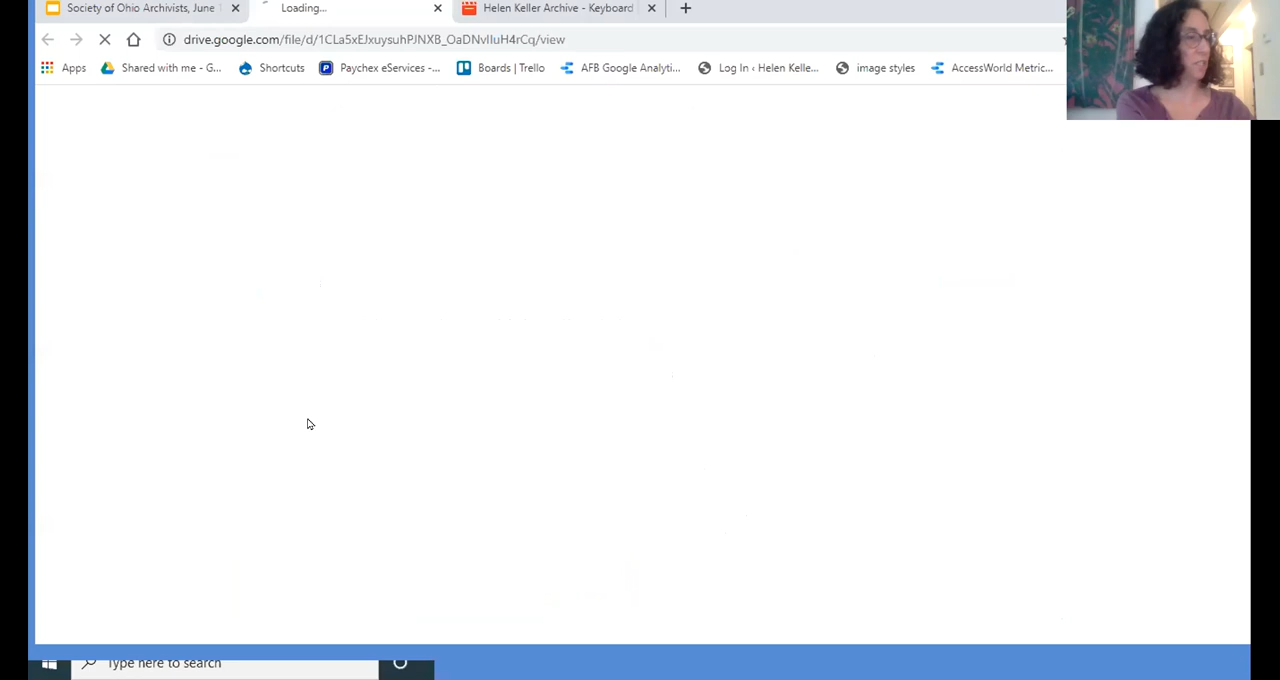 Society of Ohio Archivists, June
Loading...
Helen Keller Archive - Keyboard
drive.google.com/file/d/1CLa5xEJxuysuhPJNXB_OaDNvlIuH4rCq/view
Apps
Shared with me - G...
Shortcuts
Paychex eServices -...
Boards | Trello
AFB Google Analyti...
Log In ‹ Helen Kelle...
image styles
AccessWorld Metric...
Type here to search